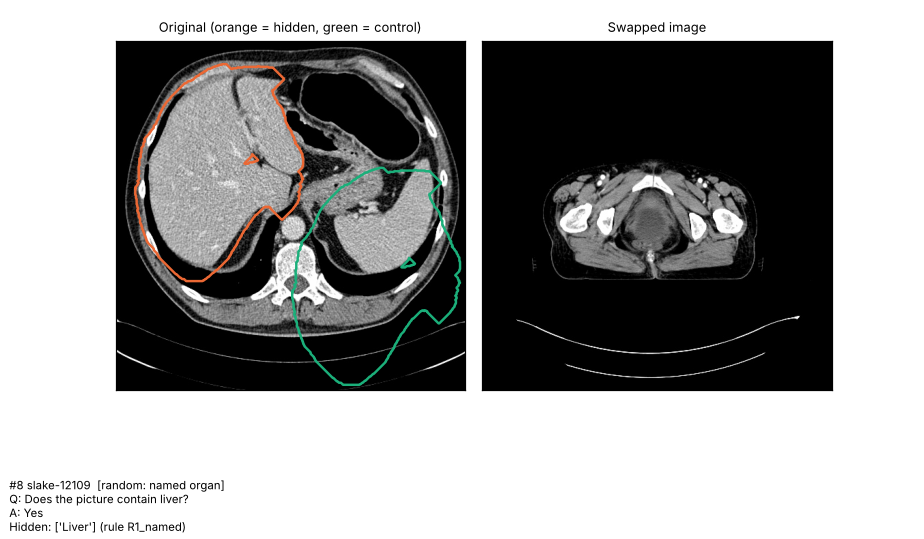 Original (orange = hidden, green = control)
Swapped image
#8 slake-12109  [random: named organ]
Q: Does the picture contain liver?
A: Yes
Hidden: ['Liver'] (rule R1_named)